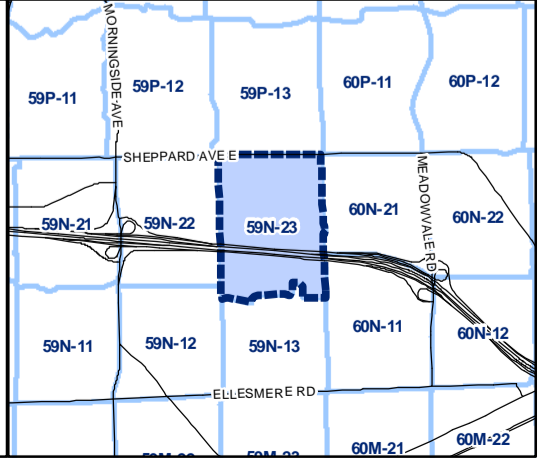 MORNINGSIDE AVE
59P-11
59P-12
59P-13
60P-11
60P-12
SHEPPARD AVE E
MEADOWVALE RD
59N-21
59N-22
59N-23
60N-21
60N-22
59N-11
59N-12
59N-13
60N-11
60N-12
ELLESMERE RD
60M-21
60M-22